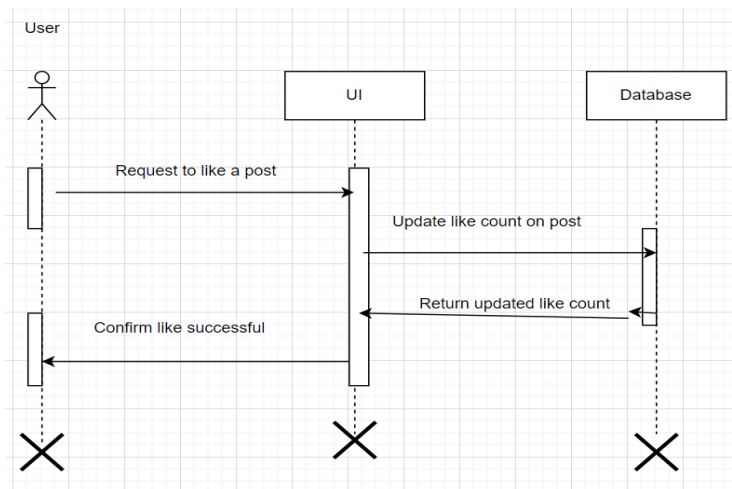 User
UI
Database
Request to like a post
Update like count on post
Return updated like count
Confirm like successful